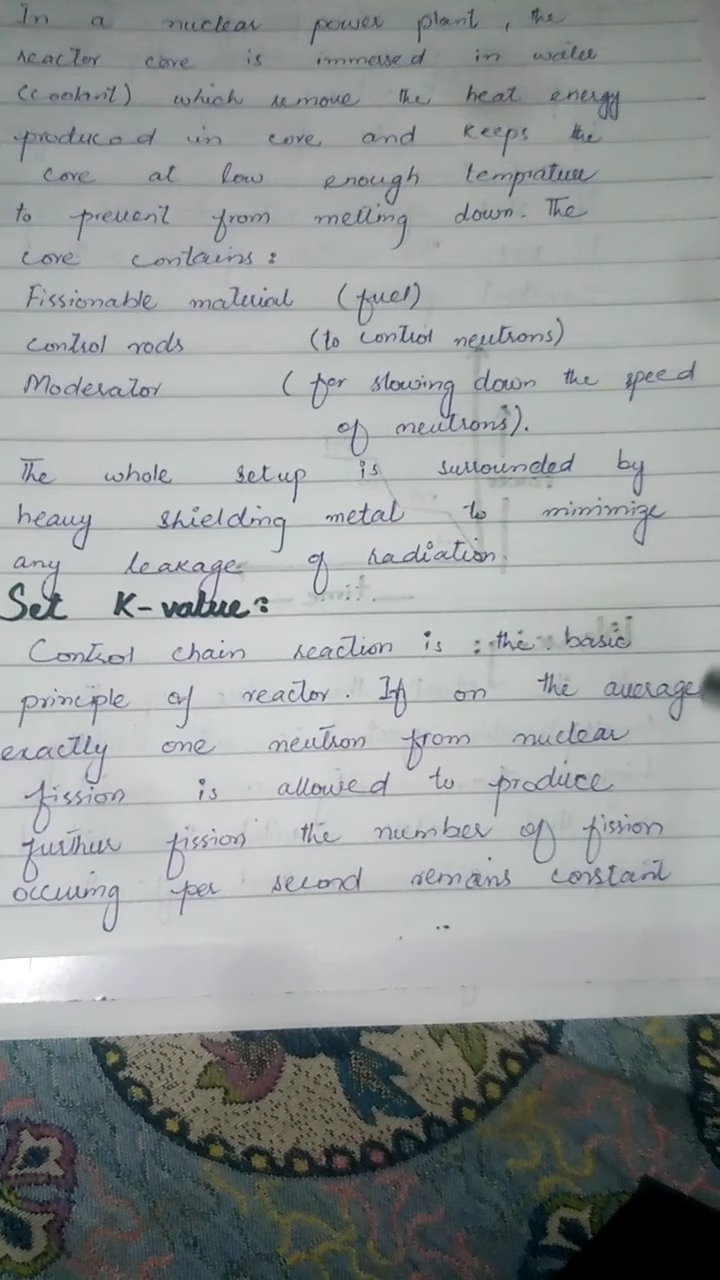 In a nuclear power plant, the
reactor core is immersed in water
(coolant) which remove the heat energy
produced in core and keeps the
core at low enough temprature
to prevent from melting down. The
core contains:
Fissionable material (fuel)
control rods (to control neutrons)
Moderator (for slowing down the speed
of neutrons).
The whole setup is surrounded by
heavy shielding metal to minimize
any leakage of radiation.
Set K-value:
Control chain reaction is : the basic
principle of reactor. If on the average
exactly one neutron from nuclear
fission is allowed to produce
further fission the number of fission
occuring per second remains constant